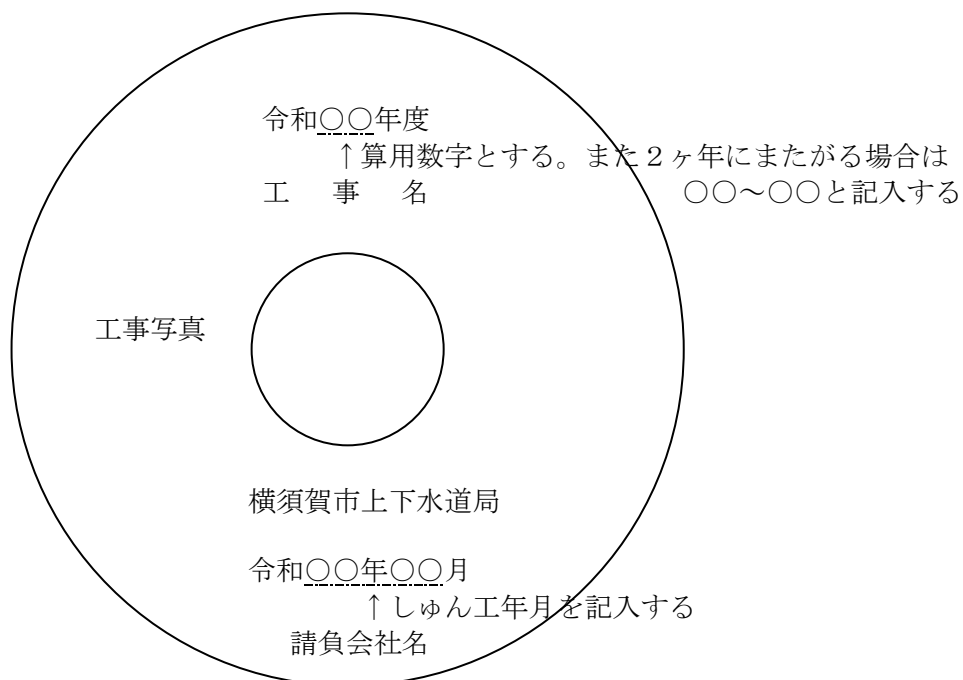 令和○○年度
↑算用数字とする。また２ヶ年にまたがる場合は
工　事　名　　　　　　　　　○○～○○と記入する
工事写真
横須賀市上下水道局
令和○○年○○月
↑しゅん工年月を記入する
請負会社名